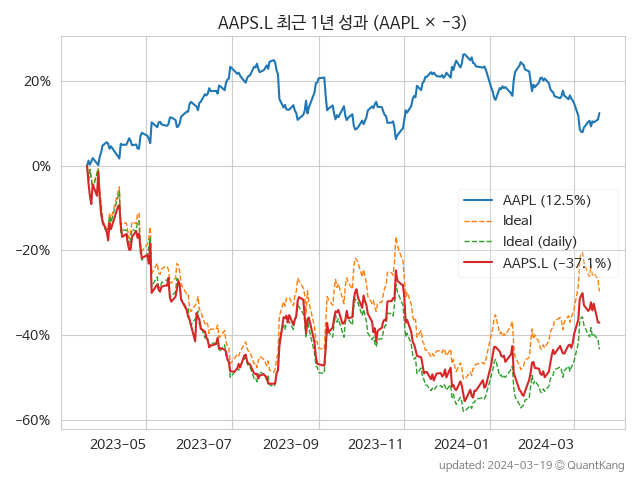 AAPS.L 최근 1년 성과 (AAPL × −3)
20%
0%
−20%
−40%
−60%
AAPL (12.5%)
Ideal
Ideal (daily)
AAPS.L (−37.1%)
2023−05
2023−07
2023−09
2023−11
2024−01
2024−03
updated: 2024−03−19 © QuantKang